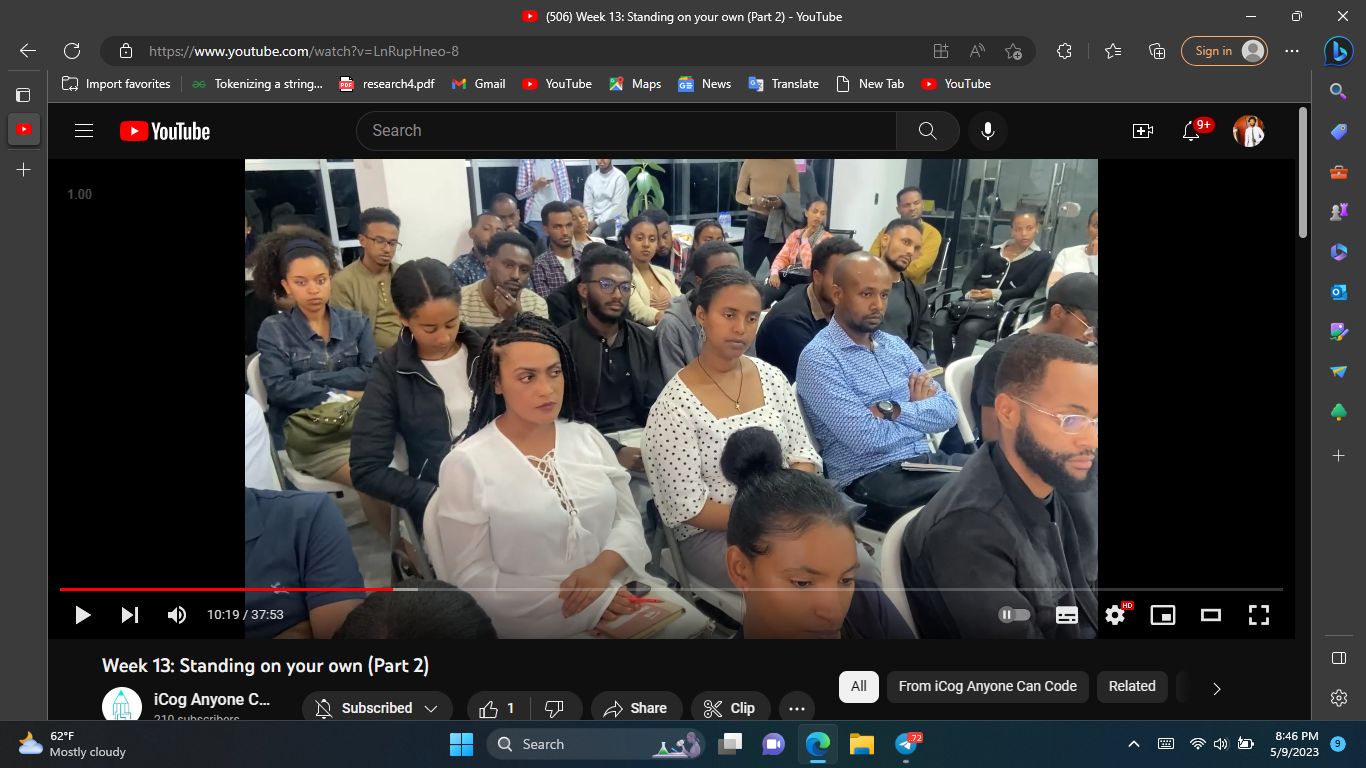 (506) Week 13: Standing on your own (Part 2) - YouTube
https://www.youtube.com/watch?v=LnRupHneo-8
Sign in
Import favorites
Tokenizing a string...
research4.pdf
Gmail
YouTube
Maps
News
Translate
New Tab
YouTube
YouTube
Search
9+
1.00
10:19 / 37:53
HD
Week 13: Standing on your own (Part 2)
All
From iCog Anyone Can Code
Related
iCog Anyone C...
210 subscribers
Subscribed
1
Share
Clip
62°F
Mostly cloudy
Search
72
8:46 PM
5/9/2023
9